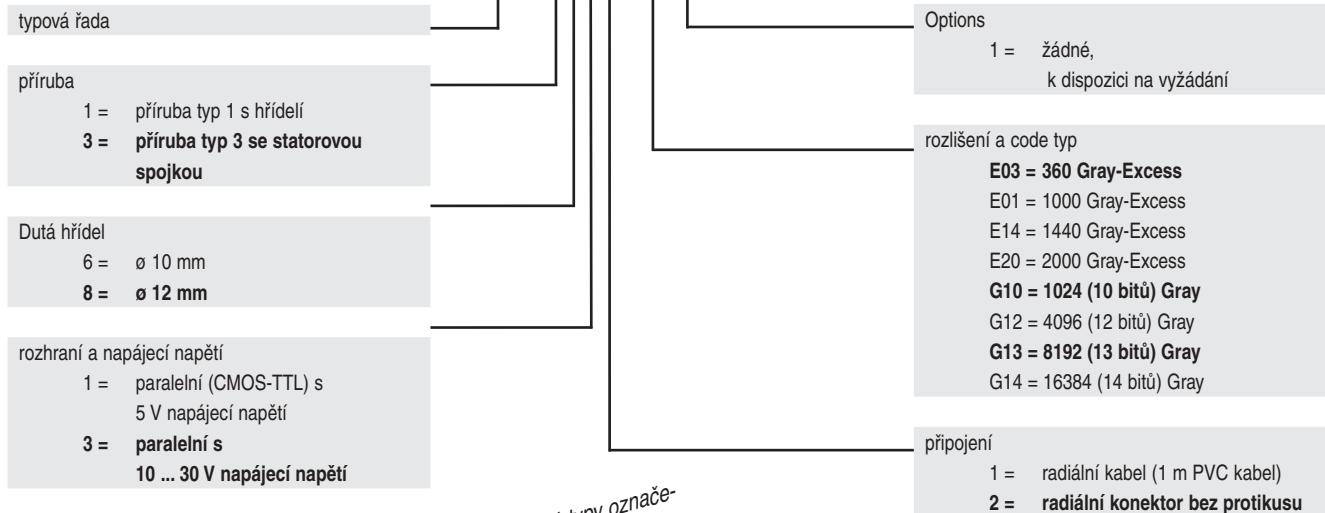 typová řada
příruba
1 = příruba typ 1 s hřídelí
3 = příruba typ 3 se statorovou
spojkou
Dutá hřídel
6 = ø 10 mm
8 = ø 12 mm
rozhraní a napájecí napětí
1 = paralelní (CMOS-TTL) s
5 V napájecí napětí
3 = paralelní s
10 ... 30 V napájecí napětí
označe-
Options
1 = žádné,
k dispozici na vyžádání
rozlišení a code typ
E03 = 360 Gray-Excess
E01 = 1000 Gray-Excess
E14 = 1440 Gray-Excess
E20 = 2000 Gray-Excess
G10 = 1024 (10 bitů) Gray
G12 = 4096 (12 bitů) Gray
G13 = 8192 (13 bitů) Gray
G14 = 16384 (14 bitů) Gray
připojení
1 = radiální kabel (1 m PVC kabel)
2 = radiální konektor bez protikusu